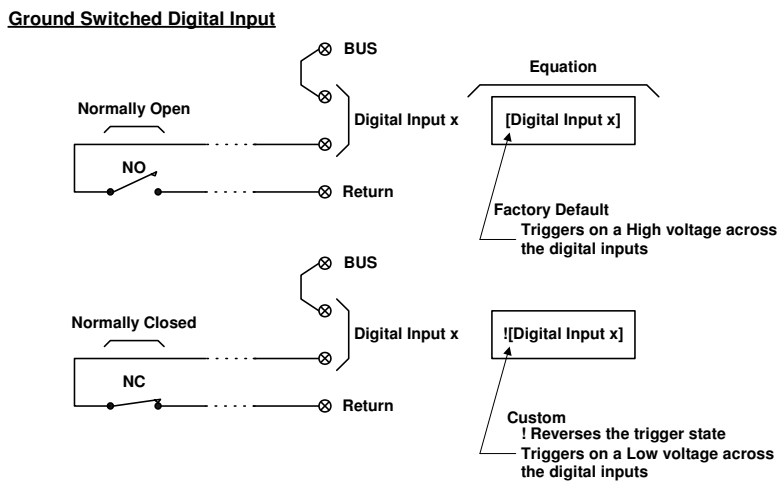 Ground Switched Digital Input
BUS
Equation
Normally Open
Digital Input x
[Digital Input x]
NO
Return
Factory Default
Triggers on a High voltage across
the digital inputs
BUS
Normally Closed
Digital Input x
![Digital Input x]
NC
Return
Custom
! Reverses the trigger state
Triggers on a Low voltage across
the digital inputs